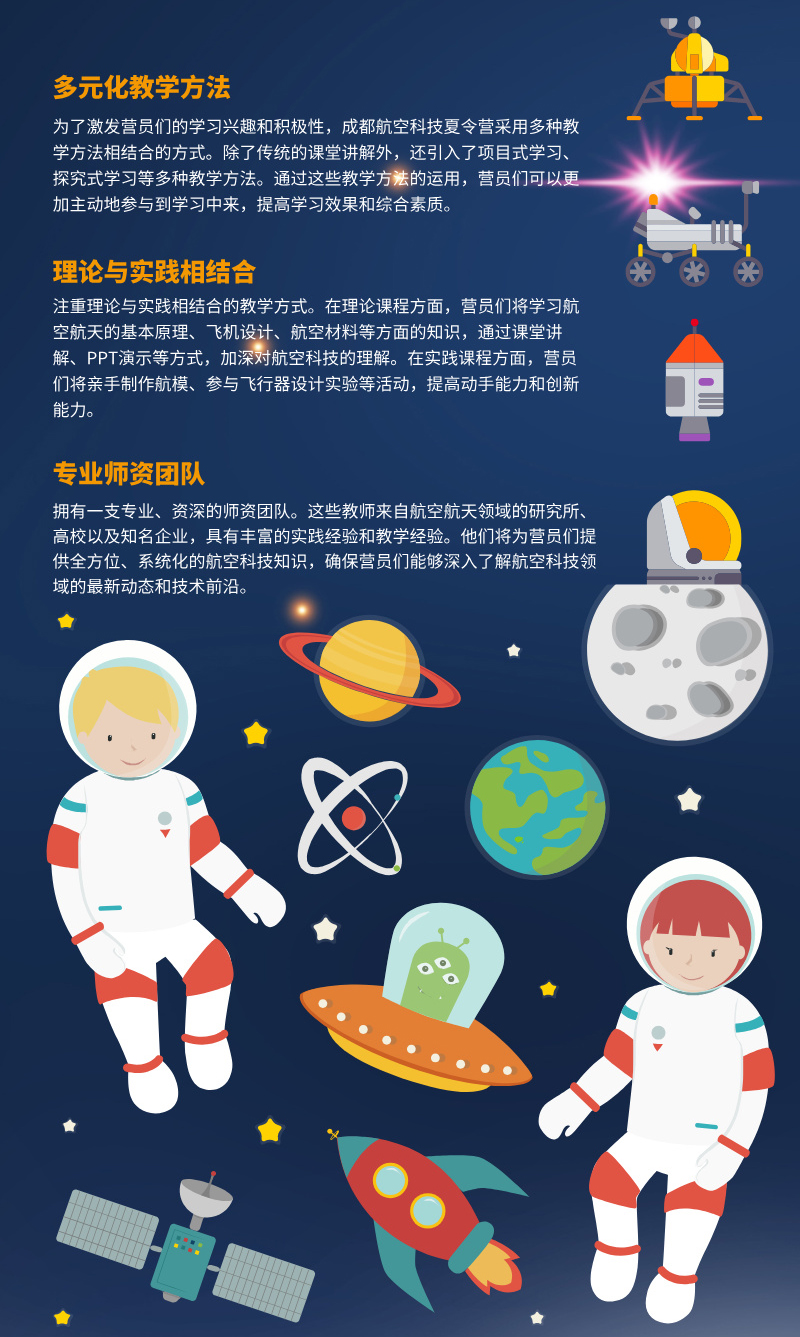 多元化教学方法
为了激发营员们的学习兴趣和积极性，成都航空科技夏令营采用多种教
学方法相结合的方式。除了传统的课堂讲解外，还引入了项目式学习、
探究式学习等多种教学方法。通过这些教学方法的运用，营员们可以更
加主动地参与到学习中来，提高学习效果和综合素质。
理论与实践相结合
注重理论与实践相结合的教学方式。在理论课程方面，营员们将学习航
空航天的基本原理、飞机设计、航空材料等方面的知识，通过课堂讲
解、PPT演示等方式，加深对航空科技的理解。在实践课程方面，营员
们将亲手制作航模、参与飞行器设计实验等活动，提高动手能力和创新
能力。
专业师资团队
拥有一支专业、资深的师资团队。这些教师来自航空航天领域的研究所、
高校以及知名企业，具有丰富的实践经验和教学经验。他们将为营员们提
供全方位、系统化的航空科技知识，确保营员们能够深入了解航空科技领
域的最新动态和技术前沿。